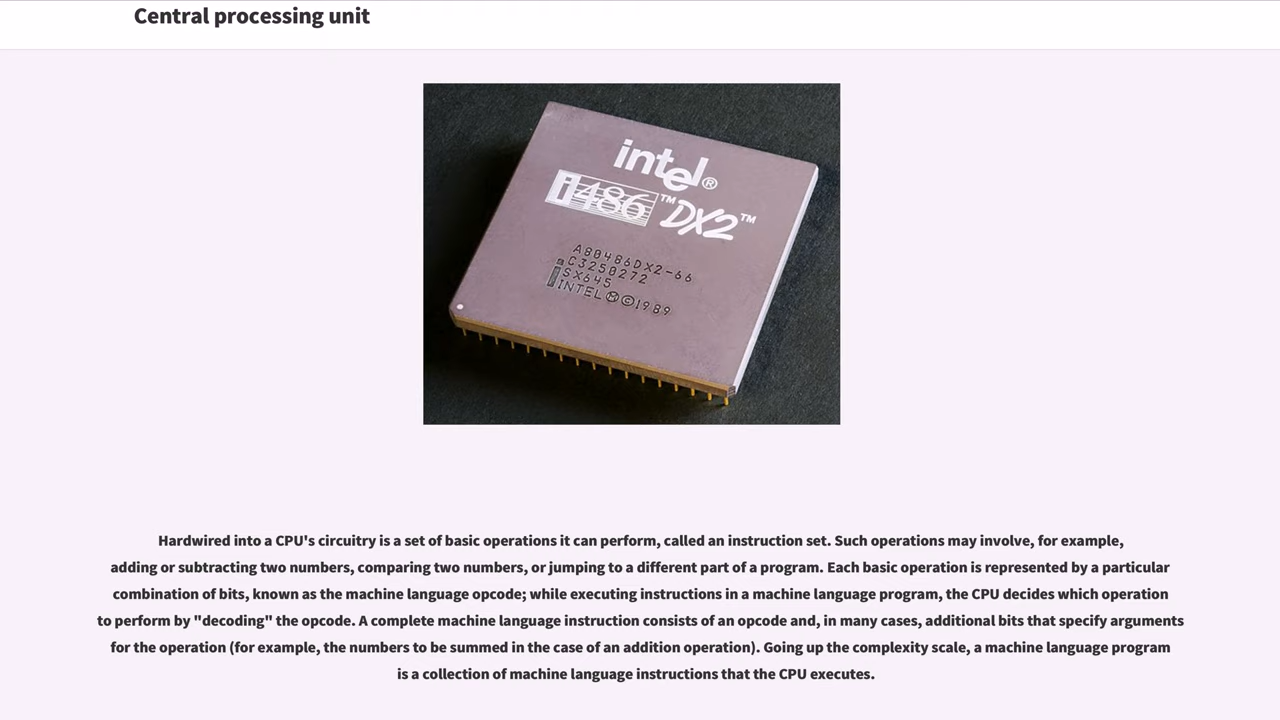 Central processing unit
intel®
i486™ DX2™
A80486DX2-66
C3250272
SX645
INTEL Ⓜ ©1989
Hardwired into a CPU's circuitry is a set of basic operations it can perform, called an instruction set. Such operations may involve, for example,
adding or subtracting two numbers, comparing two numbers, or jumping to a different part of a program. Each basic operation is represented by a particular
combination of bits, known as the machine language opcode; while executing instructions in a machine language program, the CPU decides which operation
to perform by "decoding" the opcode. A complete machine language instruction consists of an opcode and, in many cases, additional bits that specify arguments
for the operation (for example, the numbers to be summed in the case of an addition operation). Going up the complexity scale, a machine language program
is a collection of machine language instructions that the CPU executes.